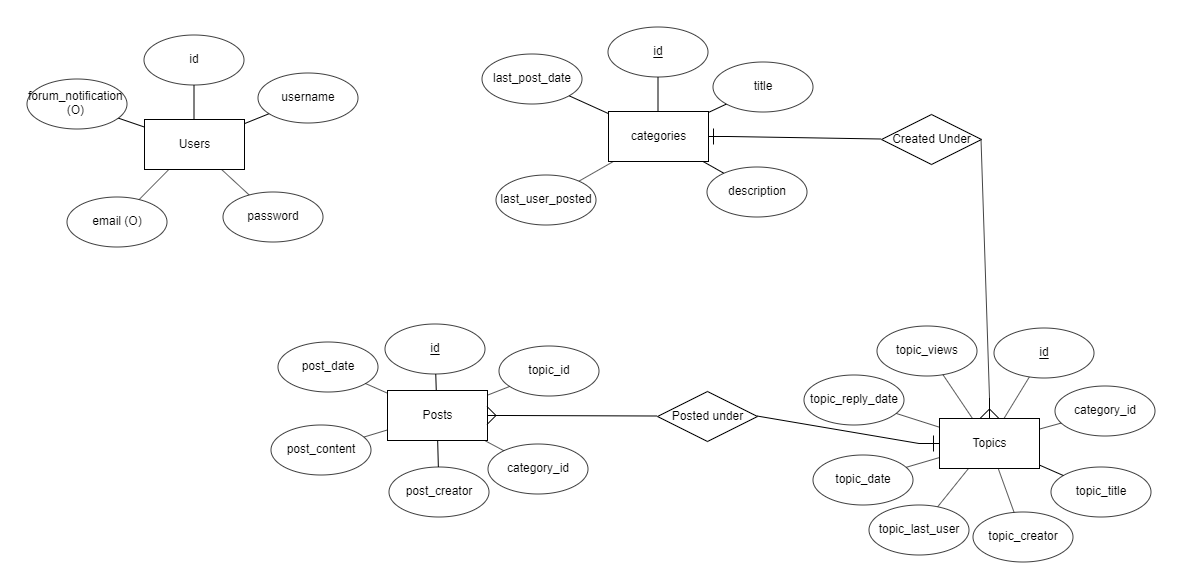 id
forum_notification
(O)
username
Users
email (O)
password
id
last_post_date
title
categories
last_user_posted
description
Created Under
id
post_date
topic_id
Posts
post_content
category_id
post_creator
Posted under
topic_views
id
topic_reply_date
category_id
Topics
topic_date
topic_title
topic_last_user
topic_creator